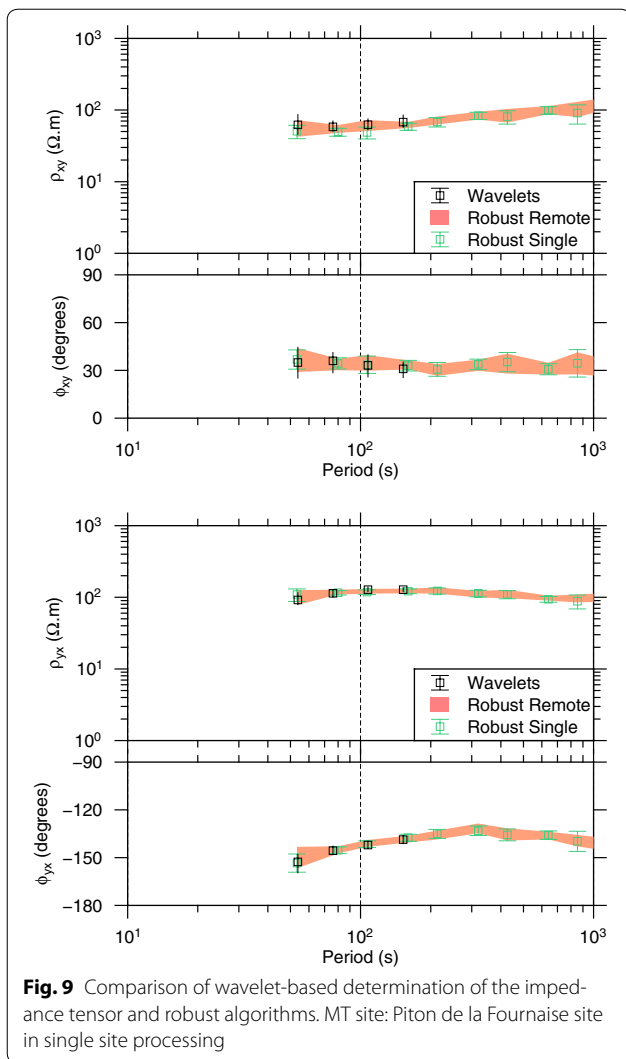 10³
10²
10¹
10⁰
ρxy (Ω.m)
Wavelets
Robust Remote
Robust Single
90
60
30
0
ϕxy (degrees)
10¹ 10² 10³
Period (s)
10³
10²
10¹
10⁰
ρyx (Ω.m)
Wavelets
Robust Remote
Robust Single
−90
−120
−150
−180
ϕyx (degrees)
10¹ 10² 10³
Period (s)
Fig. 9 Comparison of wavelet-based determination of the imped-
ance tensor and robust algorithms. MT site: Piton de la Fournaise site
in single site processing